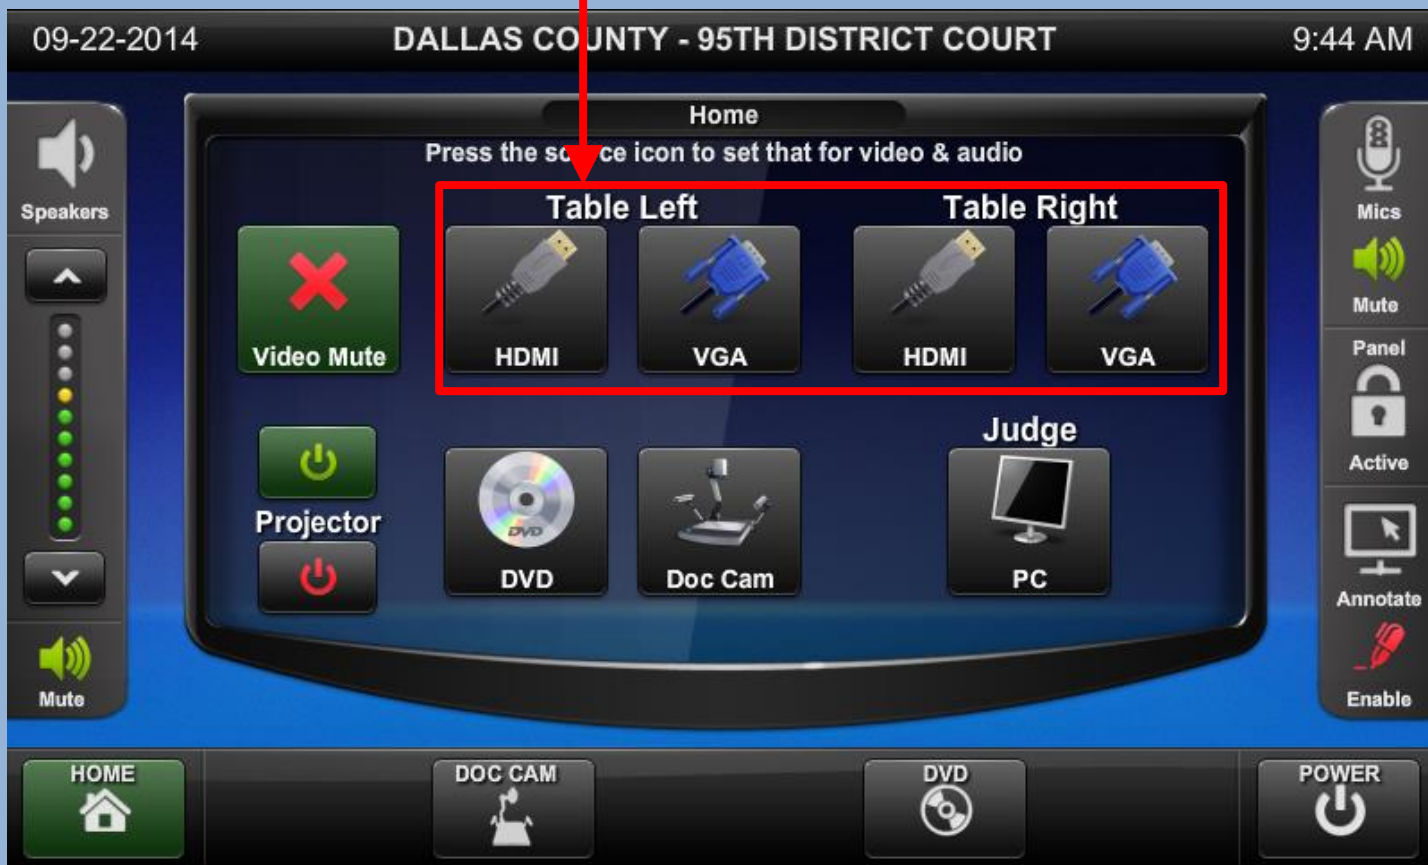 09-22-2014 DALLAS COUNTY - 95TH DISTRICT COURT 9:44 AM
Home
Press the source icon to set that for video & audio
Speakers
Mute
Table Left Table Right
Video Mute HDMI VGA HDMI VGA
Projector
Judge
DVD
DVD Doc Cam PC
Mics
Mute
Panel
Active
Annotate
Enable
HOME DOC CAM DVD POWER